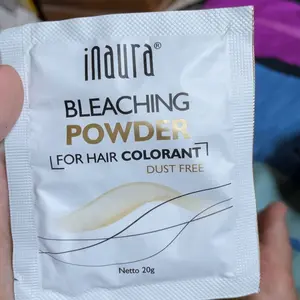 inaura®
BLEACHING
POWDER
FOR HAIR COLORANT
DUST FREE
Netto 20g